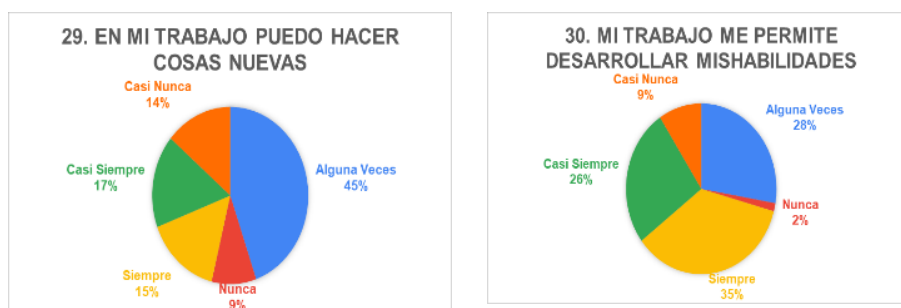 29. EN MI TRABAJO PUEDO HACER
COSAS NUEVAS
Casi Nunca
14%
Alguna Veces
45%
Casi Siempre
17%
Siempre
15%
Nunca
9%
30. MI TRABAJO ME PERMITE
DESARROLLAR MISHABILIDADES
Casi Nunca
9%
Alguna Veces
28%
Casi Siempre
26%
Nunca
2%
Siempre
35%